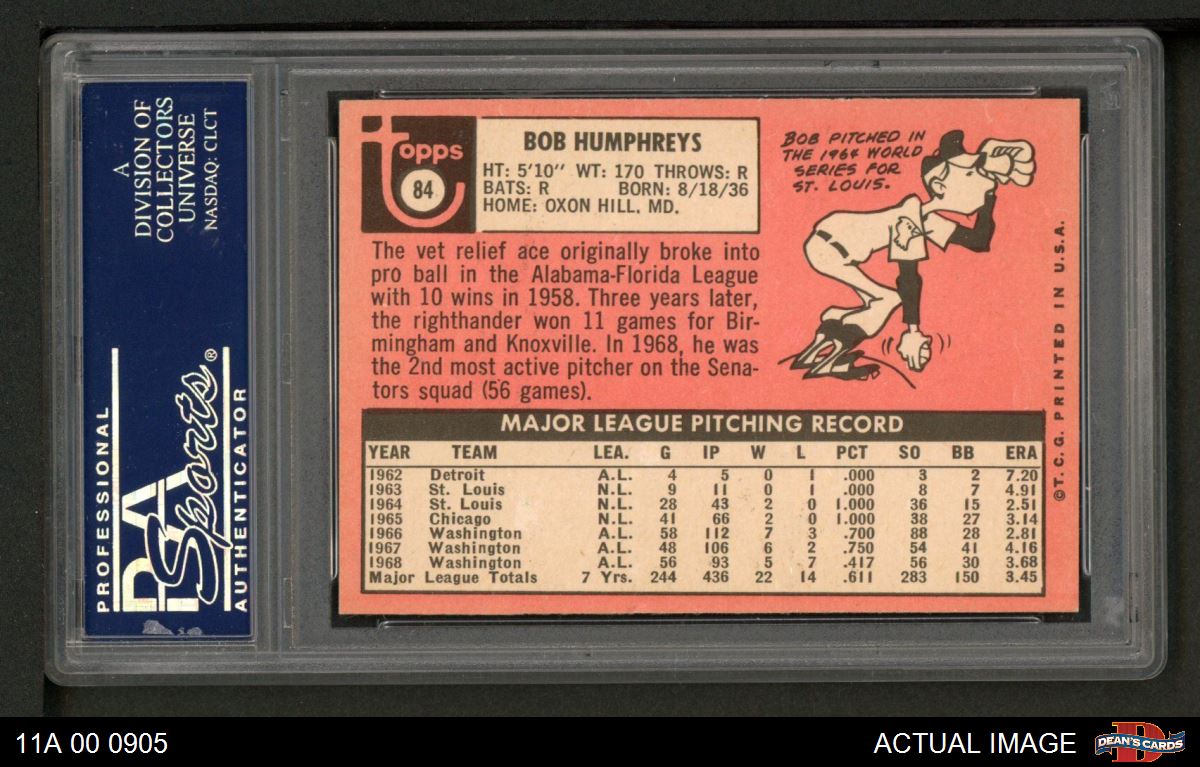 A
DIVISION OF
COLLECTORS
UNIVERSE
NASDAQ: CLCT
PROFESSIONAL
PSA
Sports®
AUTHENTICATOR
topps
84
BOB HUMPHREYS
HT: 5'10" WT: 170 THROWS: R
BATS: R BORN: 8/18/36
HOME: OXON HILL, MD.
BOB PITCHED IN
THE 1964 WORLD
SERIES FOR
ST. LOUIS.
The vet relief ace originally broke into
pro ball in the Alabama-Florida League
with 10 wins in 1958. Three years later,
the righthander won 11 games for Bir-
mingham and Knoxville. In 1968, he was
the 2nd most active pitcher on the Sena-
tors squad (56 games).
MAJOR LEAGUE PITCHING RECORD
YEAR TEAM LEA. G IP W L PCT SO BB ERA
1962 Detroit A.L. 4 5 0 1 .000 3 2 7.20
1963 St. Louis N.L. 9 11 0 1 .000 8 7 4.91
1964 St. Louis N.L. 28 43 2 0 1.000 36 15 2.51
1965 Chicago N.L. 41 66 2 0 1.000 38 27 3.14
1966 Washington A.L. 58 112 7 3 .700 88 28 2.81
1967 Washington A.L. 48 106 6 2 .750 54 41 4.16
1968 Washington A.L. 56 93 5 7 .417 56 30 3.68
Major League Totals 7 Yrs. 244 436 22 14 .611 283 150 3.45
©T.C.G. PRINTED IN U.S.A.
11A 00 0905
ACTUAL IMAGE
D
DEAN'S CARDS